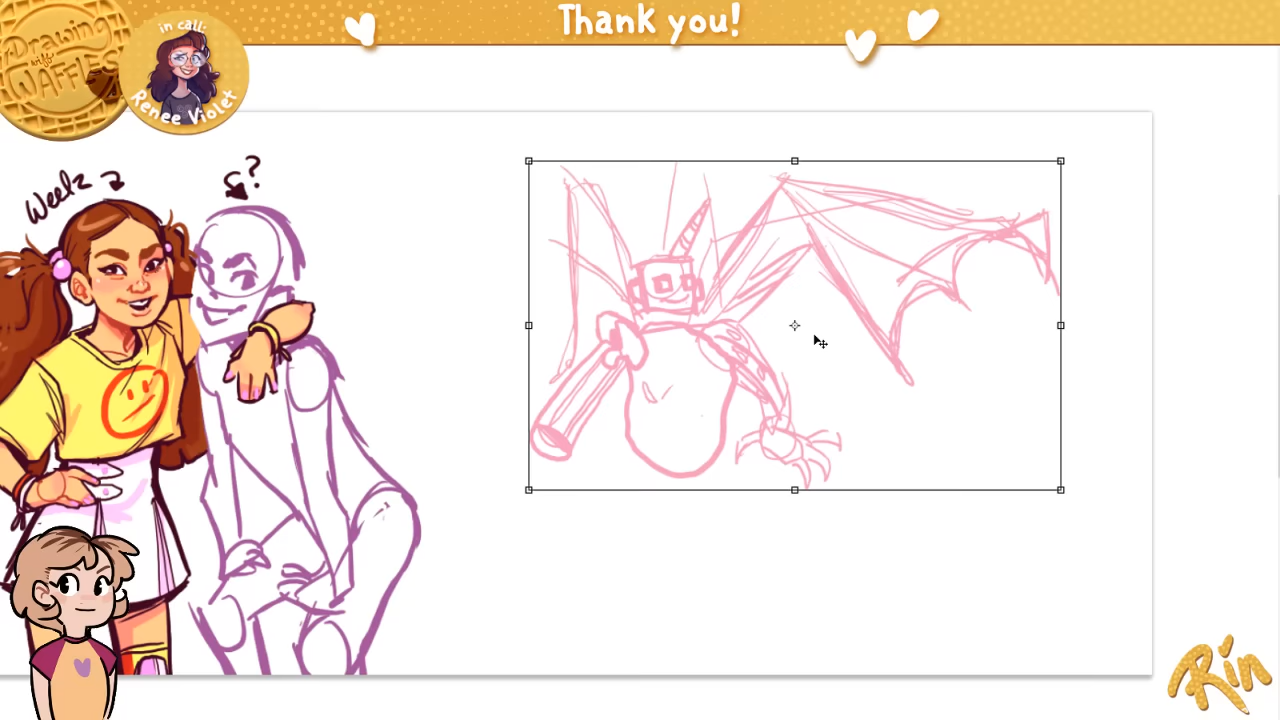 Thank you!
Drawing
with
WAFFLES
in call:
Renee Violet
Weelz
?
Rin